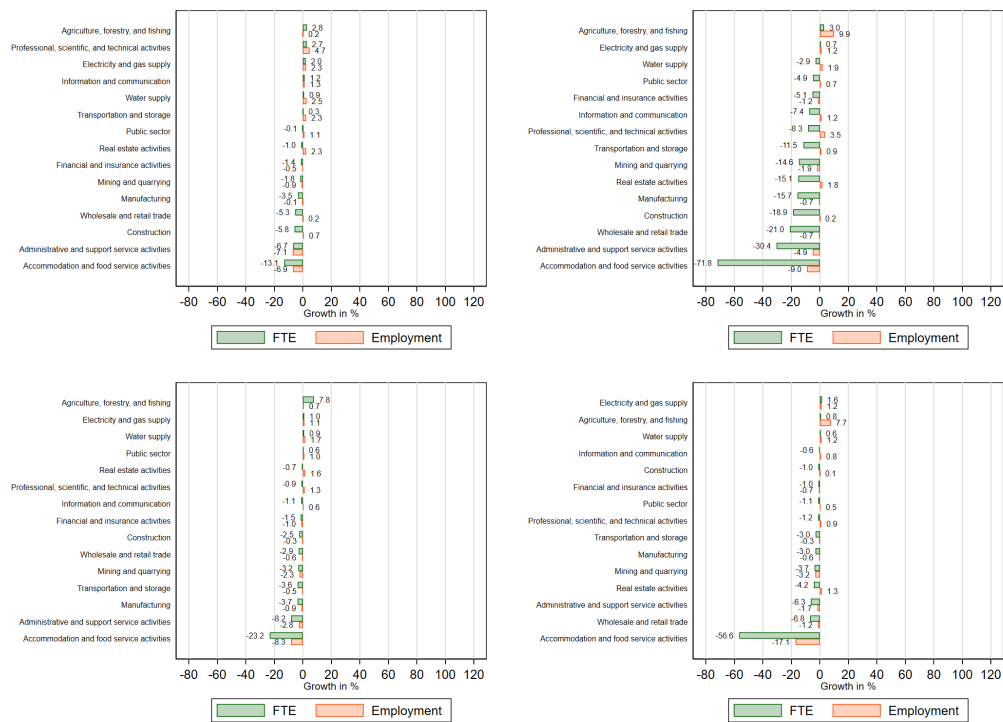 Agriculture, forestry, and fishing 2.8
0.2
Professional, scientific, and technical activities 2.7
4.7
Electricity and gas supply 2.0
2.3
Information and communication 1.2
1.3
Water supply 0.9
2.5
Transportation and storage 0.3
2.3
Public sector -0.1
1.1
Real estate activities -1.0
2.3
Financial and insurance activities -1.4
-0.5
Mining and quarrying -1.8
-0.9
Manufacturing -3.5
-0.1
Wholesale and retail trade -5.3
0.2
Construction -5.8
0.7
Administrative and support service activities -6.7
-7.1
Accommodation and food service activities -13.1
-6.9
-80 -60 -40 -20 0 20 40 60 80 100 120
Growth in %
FTE Employment
Agriculture, forestry, and fishing 3.0
9.9
Electricity and gas supply 0.7
1.2
Water supply -2.9
1.9
Public sector -4.9
0.7
Financial and insurance activities -5.1
-1.2
Information and communication -7.4
1.2
Professional, scientific, and technical activities -8.3
3.5
Transportation and storage -11.5
0.9
Mining and quarrying -14.6
-1.9
Real estate activities -15.1
1.8
Manufacturing -15.7
-0.7
Construction -18.9
0.2
Wholesale and retail trade -21.0
-0.7
Administrative and support service activities -30.4
-4.9
Accommodation and food service activities -71.8
-9.0
-80 -60 -40 -20 0 20 40 60 80 100 120
Growth in %
FTE Employment
Agriculture, forestry, and fishing 7.8
0.7
Electricity and gas supply 1.0
1.1
Water supply 0.9
1.7
Public sector 0.6
1.0
Real estate activities -0.7
1.6
Professional, scientific, and technical activities -0.9
1.3
Information and communication -1.1
0.6
Financial and insurance activities -1.5
-1.0
Construction -2.5
-0.3
Wholesale and retail trade -2.9
-0.6
Mining and quarrying -3.2
-2.3
Transportation and storage -3.6
-0.5
Manufacturing -3.7
-0.9
Administrative and support service activities -8.2
-2.8
Accommodation and food service activities -23.2
-8.3
-80 -60 -40 -20 0 20 40 60 80 100 120
Growth in %
FTE Employment
Electricity and gas supply 1.6
1.2
Agriculture, forestry, and fishing 0.8
7.7
Water supply 0.6
1.2
Information and communication -0.6
0.8
Construction -1.0
0.1
Financial and insurance activities -1.0
-0.7
Public sector -1.1
0.5
Professional, scientific, and technical activities -1.2
0.9
Transportation and storage -3.0
-0.3
Manufacturing -3.0
-0.6
Mining and quarrying -3.7
-3.2
Real estate activities -4.2
1.3
Administrative and support service activities -6.3
-1.7
Wholesale and retail trade -6.8
-1.2
Accommodation and food service activities -56.6
-17.1
-80 -60 -40 -20 0 20 40 60 80 100 120
Growth in %
FTE Employment